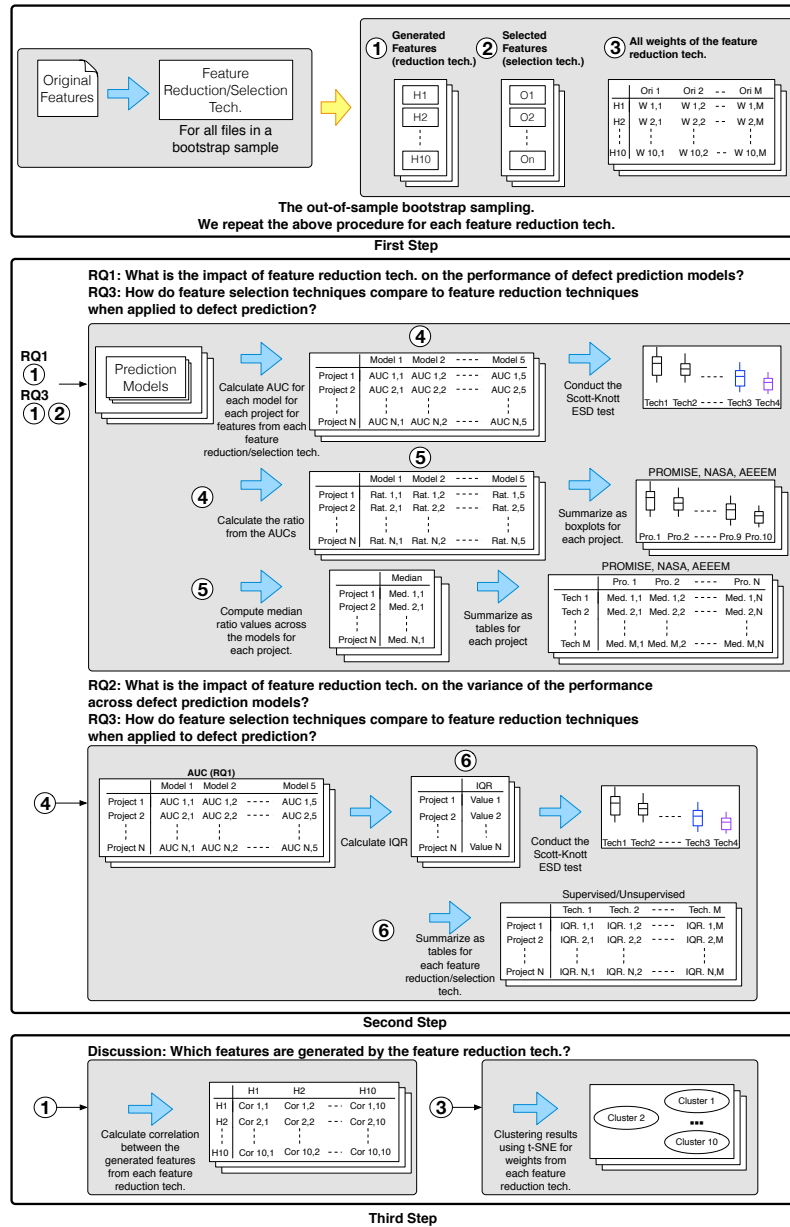 Original
Features
Feature
Reduction/Selection
Tech.
For all files in a
bootstrap sample
1 Generated
Features
(reduction tech.)
H1
H2
H10
2 Selected
Features
(selection tech.)
O1
O2
On
3 All weights of the feature
reduction tech.
Ori 1 Ori 2 -- Ori M
H1 W 1,1 W 1,2 -- W 1,M
H2 W 2,1 W 2,2 -- W 2,M
H10 W 10,1 W 10,2 -- W 10,M
The out-of-sample bootstrap sampling.
We repeat the above procedure for each feature reduction tech.
First Step
RQ1: What is the impact of feature reduction tech. on the performance of defect prediction models?
RQ3: How do feature selection techniques compare to feature reduction techniques
when applied to defect prediction?
RQ1
1
RQ3
1 2
Prediction
Models
Calculate AUC for
each model for
each project for
features from each
feature
reduction/selection tech.
4
Model 1 Model 2 ---- Model 5
Project 1 AUC 1,1 AUC 1,2 ---- AUC 1,5
Project 2 AUC 2,1 AUC 2,2 ---- AUC 2,5
Project N AUC N,1 AUC N,2 ---- AUC N,5
Conduct the
Scott-Knott
ESD test
Tech1 Tech2 ---- Tech3 Tech4
4
Calculate the ratio
from the AUCs
5
Model 1 Model 2 ---- Model 5
Project 1 Rat. 1,1 Rat. 1,2 ---- Rat. 1,5
Project 2 Rat. 2,1 Rat. 2,2 ---- Rat. 2,5
Project N Rat. N,1 Rat. N,2 ---- Rat. N,5
Summarize as
boxplots for
each project.
PROMISE, NASA, AEEEM
Pro.1 Pro.2 ---- Pro.9 Pro.10
5
Compute median
ratio values across
the models for
each project.
Median
Project 1 Med. 1,1
Project 2 Med. 2,1
Project N Med. N,1
Summarize as
tables for
each project
PROMISE, NASA, AEEEM
Pro. 1 Pro. 2 ---- Pro. N
Tech 1 Med. 1,1 Med. 1,2 ---- Med. 1,N
Tech 2 Med. 2,1 Med. 2,2 ---- Med. 2,N
Tech M Med. M,1 Med. M,2 ---- Med. M,N
RQ2: What is the impact of feature reduction tech. on the variance of the performance
across defect prediction models?
RQ3: How do feature selection techniques compare to feature reduction techniques
when applied to defect prediction?
4
AUC (RQ1)
Model 1 Model 2 Model 5
Project 1 AUC 1,1 AUC 1,2 ---- AUC 1,5
Project 2 AUC 2,1 AUC 2,2 ---- AUC 2,5
Project N AUC N,1 AUC N,2 ---- AUC N,5
Calculate IQR
6
IQR
Project 1 Value 1
Project 2 Value 2
Project N Value N
Conduct the
Scott-Knott
ESD test
Tech1 Tech2 ---- Tech3 Tech4
6
Summarize as
tables for
each feature
reduction/selection
tech.
Supervised/Unsupervised
Tech. 1 Tech. 2 ---- Tech. M
Project 1 IQR. 1,1 IQR. 1,2 ---- IQR. 1,M
Project 2 IQR. 2,1 IQR. 2,2 ---- IQR. 2,M
Project N IQR. N,1 IQR. N,2 ---- IQR. N,M
Second Step
Discussion: Which features are generated by the feature reduction tech.?
1
Calculate correlation
between the
generated features
from each feature
reduction tech.
H1 H2 H10
H1 Cor 1,1 Cor 1,2 --- Cor 1,10
H2 Cor 2,1 Cor 2,2 --- Cor 2,10
H10 Cor 10,1 Cor 10,2 -- Cor 10,10
3
Clustering results
using t-SNE for
weights from
each feature
reduction tech.
Cluster 1
Cluster 2
...
Cluster 10
Third Step